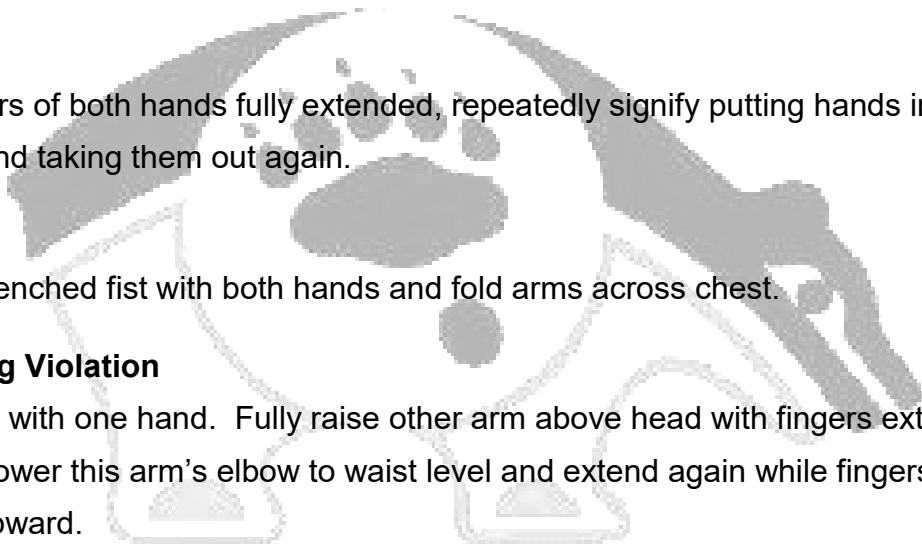 rs of both hands fully extended, repeatedly signify putting hands i
nd taking them out again.
enched fist with both hands and fold arms across chest.
g Violation
with one hand.  Fully raise other arm above head with fingers ext
ower this arm's elbow to waist level and extend again while fingers
oward.